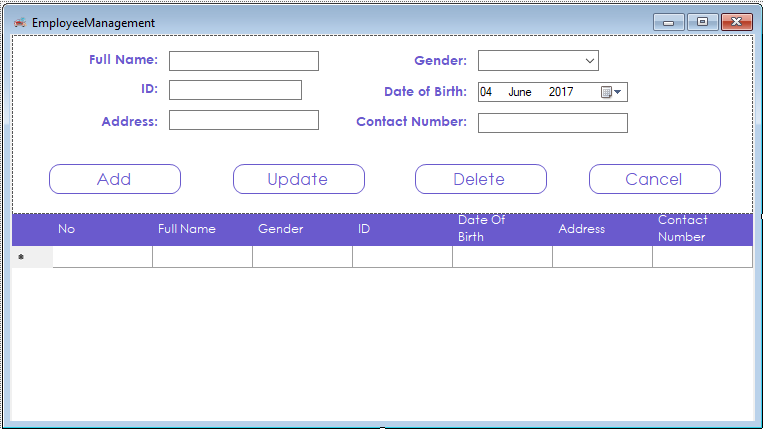 EmployeeManagement
Full Name:
Gender:
ID:
Date of Birth:
04 June 2017
Address:
Contact Number:
Add
Update
Delete
Cancel
No
Full Name
Gender
ID
Date Of
Birth
Address
Contact
Number
*